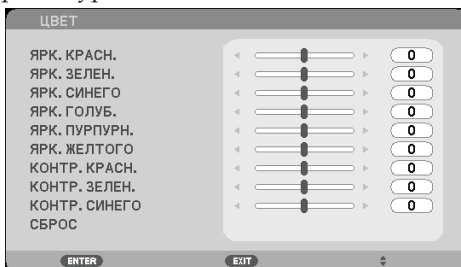 ЦВЕТ
ЯРК. КРАСН. 0
ЯРК. ЗЕЛЕН. 0
ЯРК. СИНЕГО 0
ЯРК. ГОЛУБ. 0
ЯРК. ПУРПУРН. 0
ЯРК. ЖЕЛТОГО 0
КОНТР. КРАСН. 0
КОНТР. ЗЕЛЕН. 0
КОНТР. СИНЕГО 0
СБРОС
ENTER EXIT